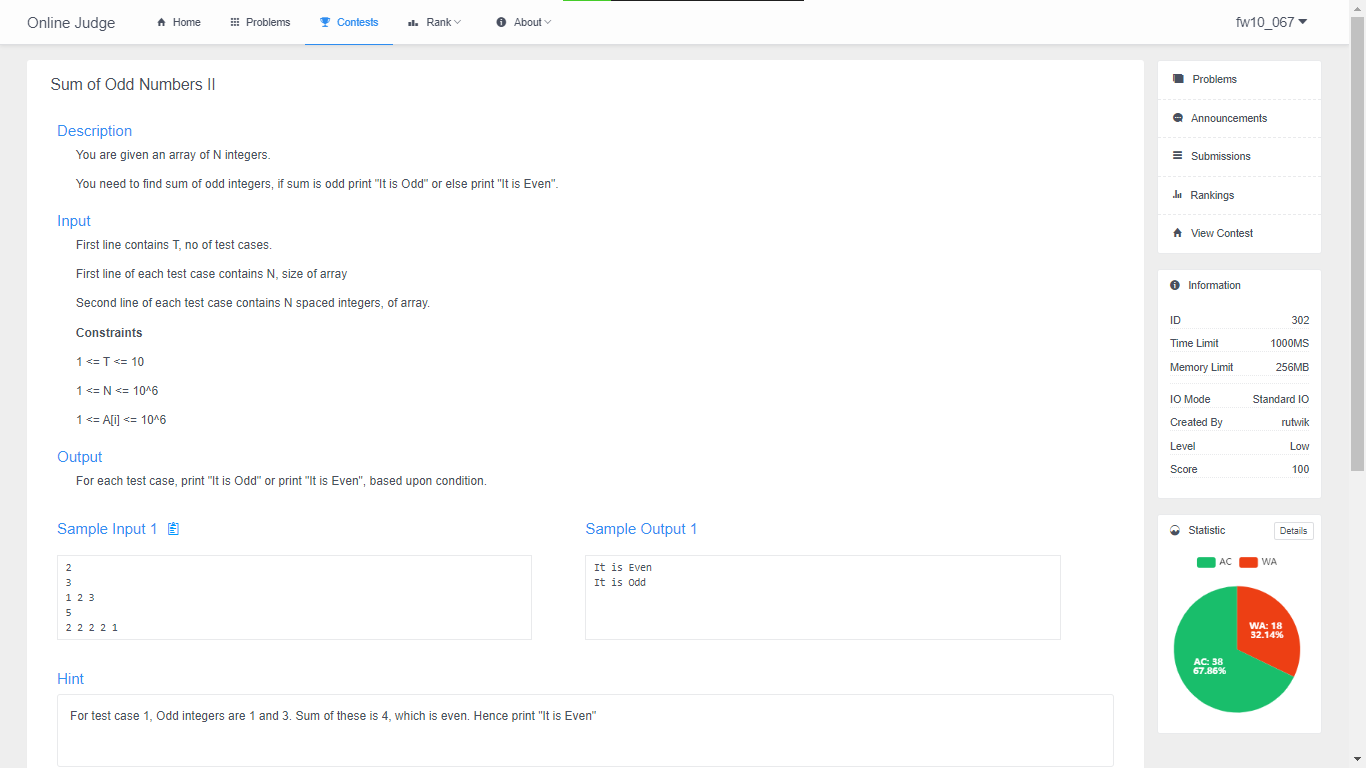 Online Judge
Home
Problems
Contests
Rank
About
fw10_067
Sum of Odd Numbers II
Description
You are given an array of N integers.
You need to find sum of odd integers, if sum is odd print "It is Odd" or else print "It is Even".
Input
First line contains T, no of test cases.
First line of each test case contains N, size of array
Second line of each test case contains N spaced integers, of array.
Constraints
1 <= T <= 10
1 <= N <= 10^6
1 <= A[i] <= 10^6
Output
For each test case, print "It is Odd" or print "It is Even", based upon condition.
Sample Input 1
2
3
1 2 3
5
2 2 2 2 1
Sample Output 1
It is Even
It is Odd
Hint
For test case 1, Odd integers are 1 and 3. Sum of these is 4, which is even. Hence print "It is Even"
Problems
Announcements
Submissions
Rankings
View Contest
Information
ID 302
Time Limit 1000MS
Memory Limit 256MB
IO Mode Standard IO
Created By rutwik
Level Low
Score 100
Statistic Details
AC WA
WA: 18
32.14%
AC: 38
67.86%